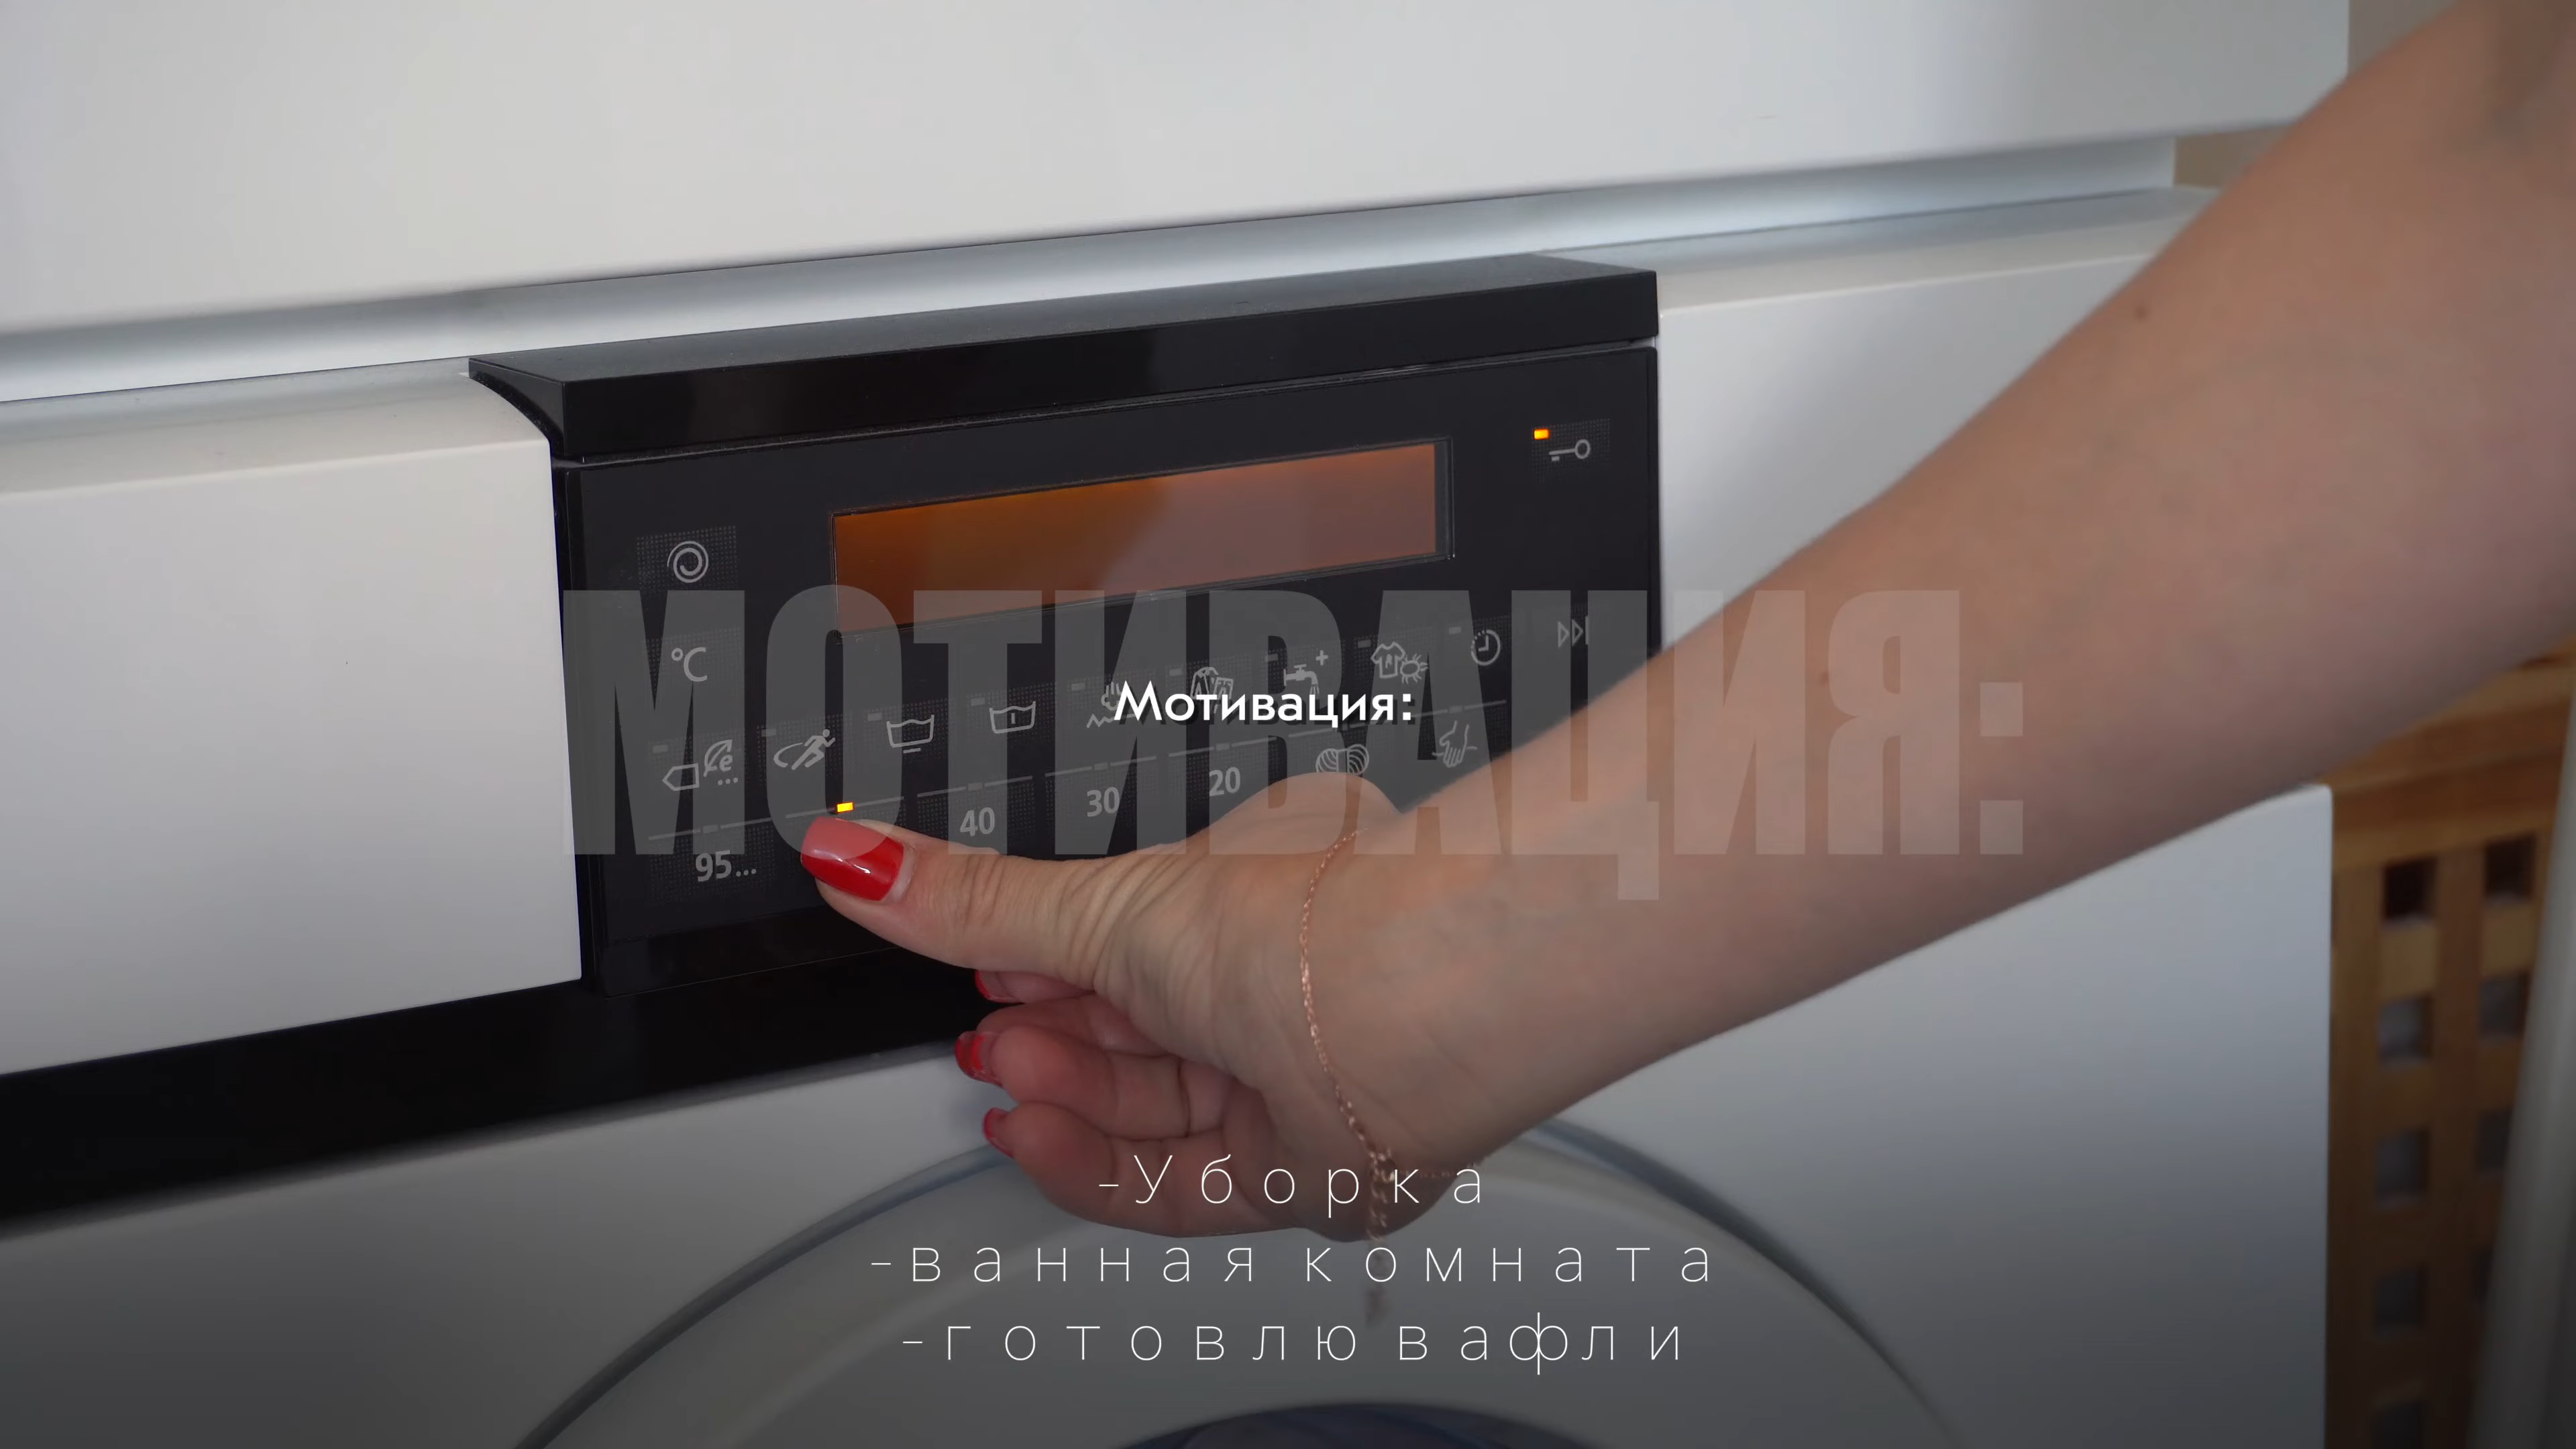 °C
МОТИВАЦИЯ:
Мотивация:
95... 40 30 20
-Уборка
-ванная комната
-готовлю вафли